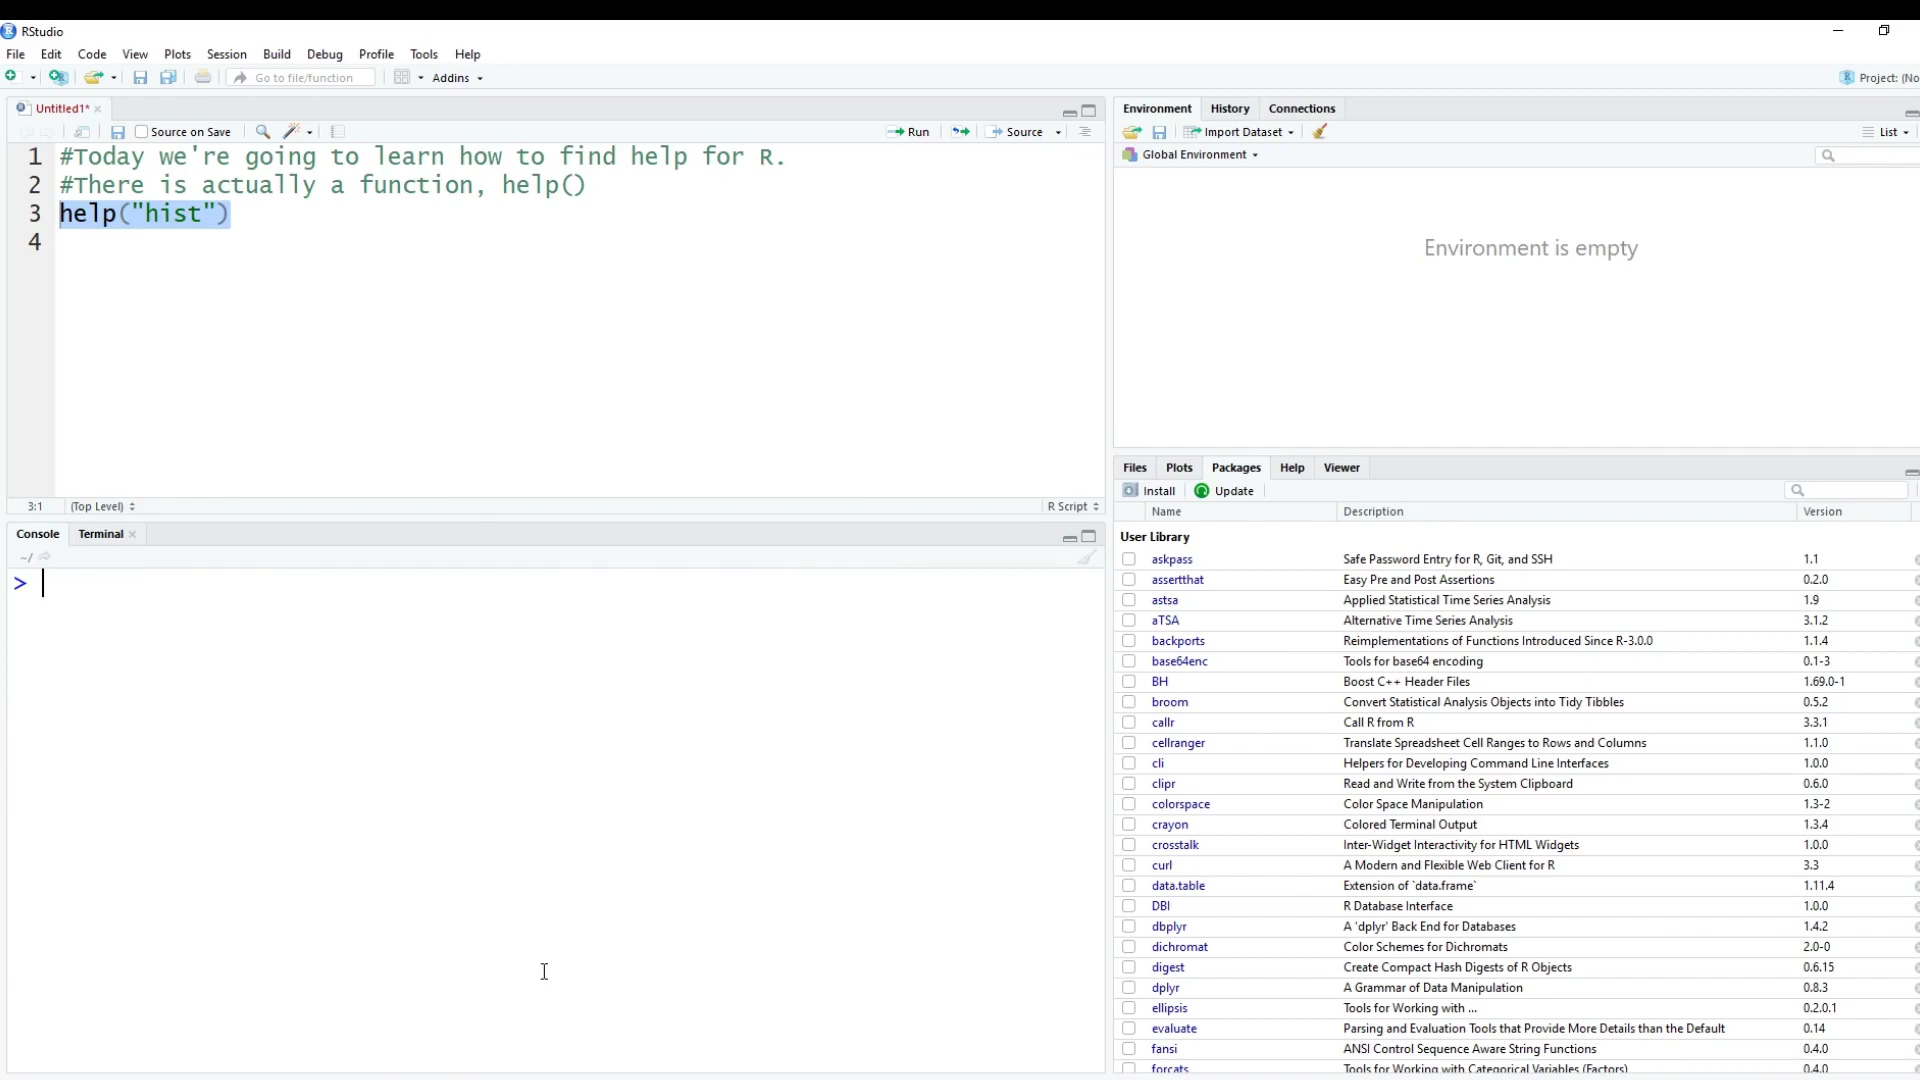 RStudio
File Edit Code View Plots Session Build Debug Profile Tools Help
Go to file/function Addins Project: (No
Untitled1*
Source on Save Run Source
1 #Today we're going to learn how to find help for R.
2 #There is actually a function, help()
3 help("hist")
4
3:1 (Top Level) R Script
Console Terminal
~/
>
Environment History Connections
Import Dataset List
Global Environment
Environment is empty
Files Plots Packages Help Viewer
Install Update
Name Description Version
User Library
askpass Safe Password Entry for R, Git, and SSH 1.1
assertthat Easy Pre and Post Assertions 0.2.0
astsa Applied Statistical Time Series Analysis 1.9
aTSA Alternative Time Series Analysis 3.1.2
backports Reimplementations of Functions Introduced Since R-3.0.0 1.1.4
base64enc Tools for base64 encoding 0.1-3
BH Boost C++ Header Files 1.69.0-1
broom Convert Statistical Analysis Objects into Tidy Tibbles 0.5.2
callr Call R from R 3.3.1
cellranger Translate Spreadsheet Cell Ranges to Rows and Columns 1.1.0
cli Helpers for Developing Command Line Interfaces 1.0.0
clipr Read and Write from the System Clipboard 0.6.0
colorspace Color Space Manipulation 1.3-2
crayon Colored Terminal Output 1.3.4
crosstalk Inter-Widget Interactivity for HTML Widgets 1.0.0
curl A Modern and Flexible Web Client for R 3.3
data.table Extension of `data.frame` 1.11.4
DBI R Database Interface 1.0.0
dbplyr A 'dplyr' Back End for Databases 1.4.2
dichromat Color Schemes for Dichromats 2.0-0
digest Create Compact Hash Digests of R Objects 0.6.15
dplyr A Grammar of Data Manipulation 0.8.3
ellipsis Tools for Working with ... 0.2.0.1
evaluate Parsing and Evaluation Tools that Provide More Details than the Default 0.14
fansi ANSI Control Sequence Aware String Functions 0.4.0
forcats Tools for Working with Categorical Variables (Factors) 0.4.0